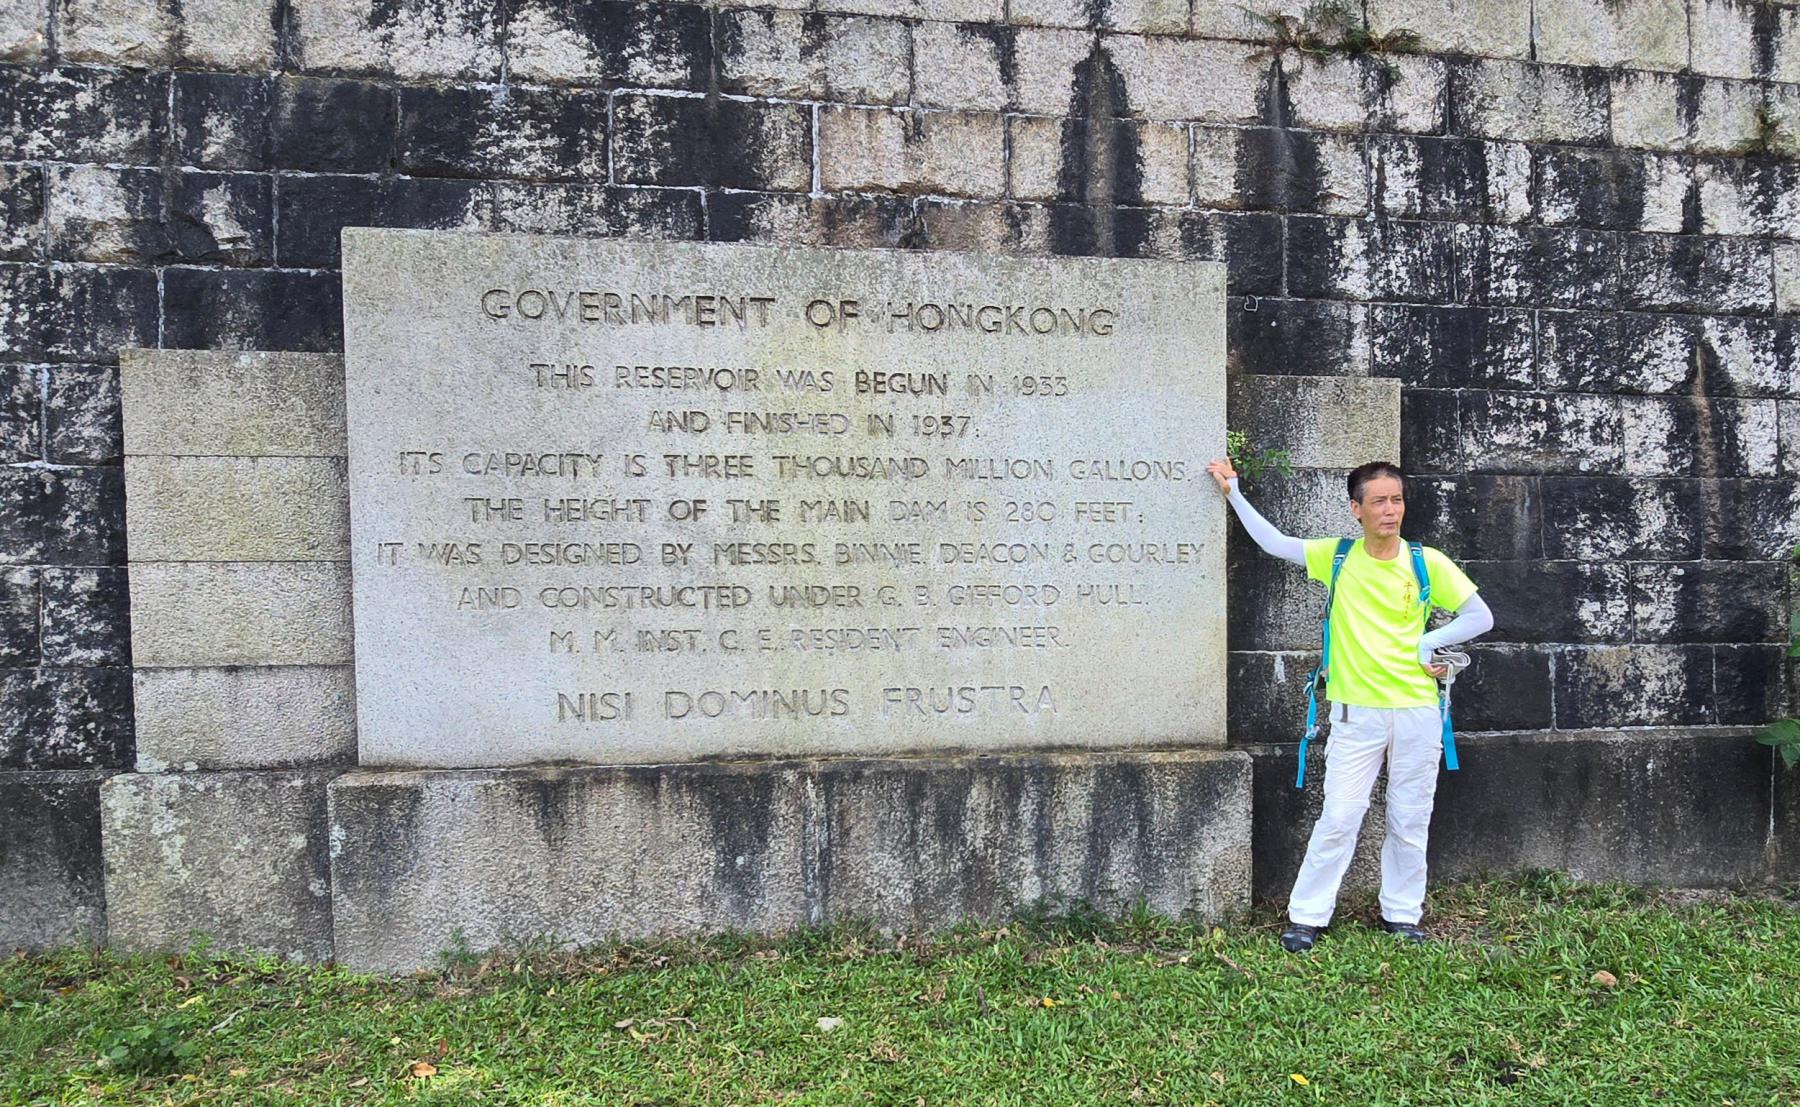 GOVERNMENT OF HONGKONG
THIS RESERVOIR WAS BEGUN IN 1933
AND FINISHED IN 1937.
ITS CAPACITY IS THREE THOUSAND MILLION GALLONS.
THE HEIGHT OF THE MAIN DAM IS 280 FEET.
IT WAS DESIGNED BY MESSRS. BINNIE, DEACON & GOURLEY
AND CONSTRUCTED UNDER G. B. GIFFORD HULL.
M. M. INST. C. E. RESIDENT ENGINEER.
NISI DOMINUS FRUSTRA